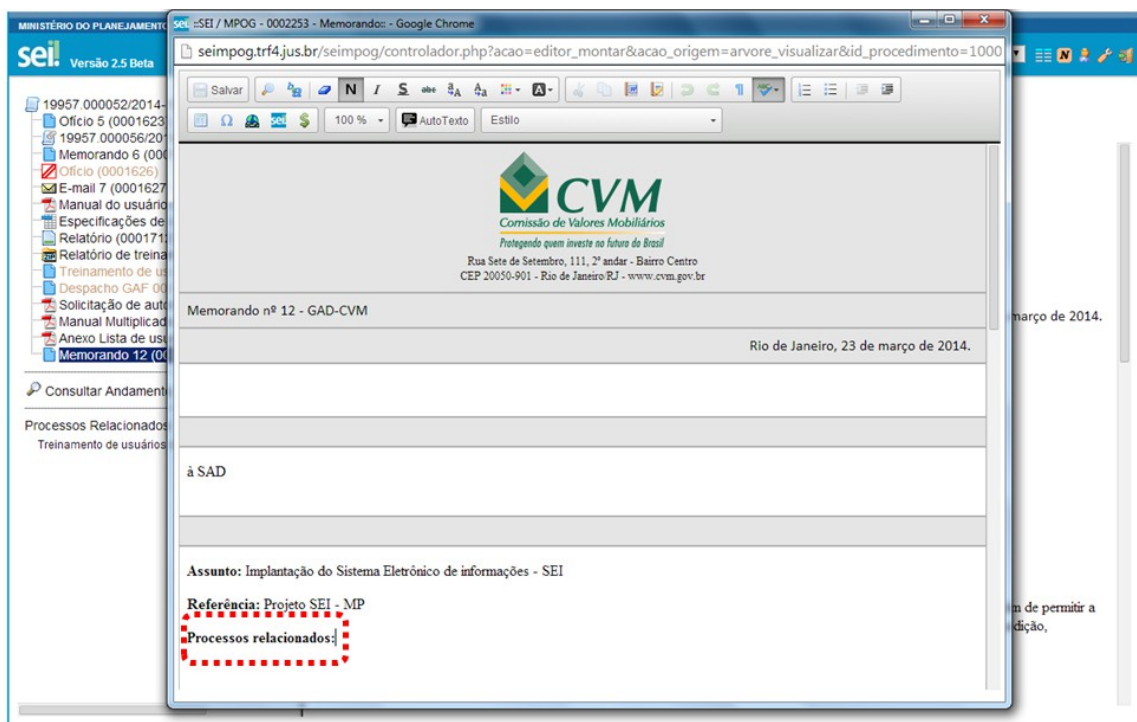 MINISTÉRIO DO PLANEJAMENTO
sei! Versão 2.5 Beta
19957.000052/2014-
Ofício 5 (0001623
19957.000056/201
Memorando 6 (000
Ofício (0001626)
E-mail 7 (0001627
Manual do usuário
Especificações de
Relatório (000171
Relatório de treina
Treinamento de us
Despacho GAF 00
Solicitação de auto
Manual Multiplicad
Anexo Lista de usu
Memorando 12 (00
Consultar Andament
Processos Relacionados
Treinamento de usuários
sei ::SEI / MPOG - 0002253 - Memorando:: - Google Chrome
seimpog.trf4.jus.br/seimpog/controlador.php?acao=editor_montar&acao_origem=arvore_visualizar&id_procedimento=1000
Salvar N I S abc
sei $ 100 % AutoTexto Estilo
CVM
Comissão de Valores Mobiliários
Protegendo quem investe no futuro do Brasil
Rua Sete de Setembro, 111, 2º andar - Bairro Centro
CEP 20050-901 - Rio de Janeiro/RJ - www.cvm.gov.br
Memorando nº 12 - GAD-CVM
Rio de Janeiro, 23 de março de 2014.
à SAD
Assunto: Implantação do Sistema Eletrônico de informações - SEI
Referência: Projeto SEI - MP
Processos relacionados:
março de 2014.
m de permitir a
dição,